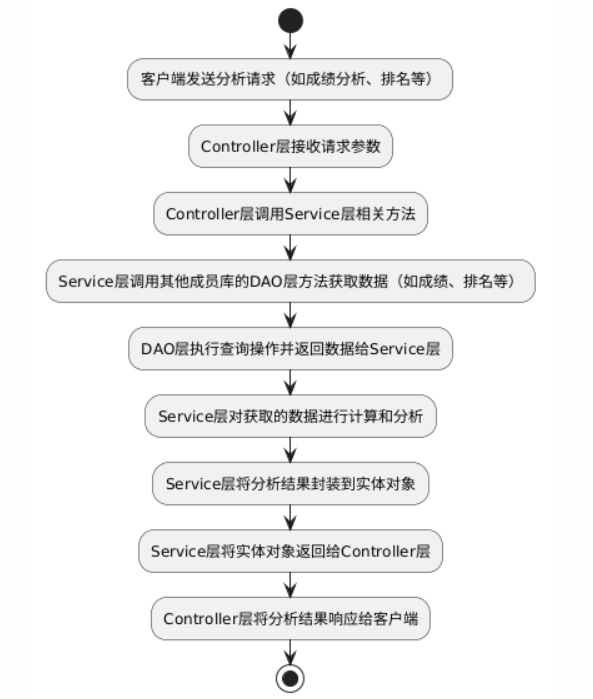 客户端发送分析请求（如成绩分析、排名等）
Controller层接收请求参数
Controller层调用Service层相关方法
Service层调用其他成员库的DAO层方法获取数据（如成绩、排名等）
DAO层执行查询操作并返回数据给Service层
Service层对获取的数据进行计算和分析
Service层将分析结果封装到实体对象
Service层将实体对象返回给Controller层
Controller层将分析结果响应给客户端